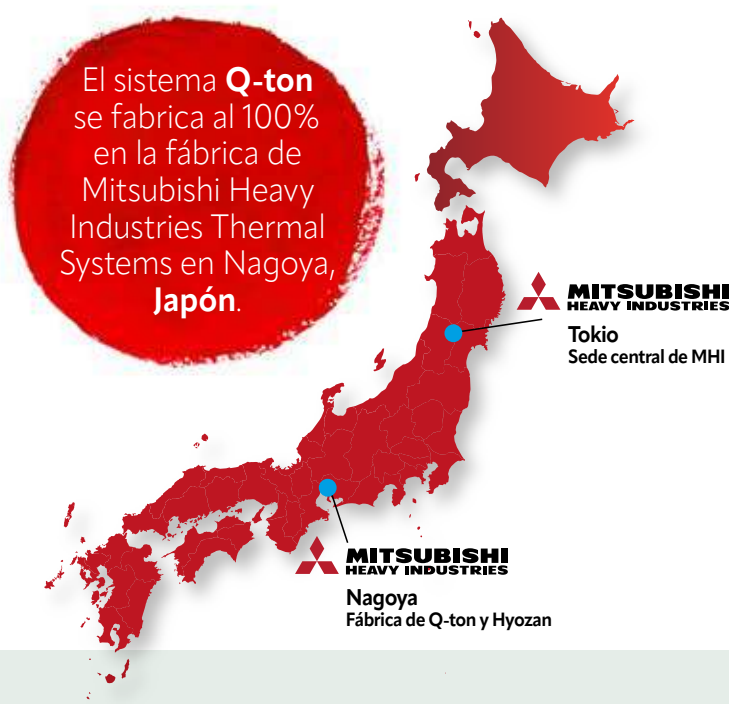 El sistema Q-ton
se fabrica al 100%
en la fábrica de
Mitsubishi Heavy
Industries Thermal
Systems en Nagoya,
Japón.
MITSUBISHI
HEAVY INDUSTRIES
Tokio
Sede central de MHI
MITSUBISHI
HEAVY INDUSTRIES
Nagoya
Fábrica de Q-ton y Hyozan